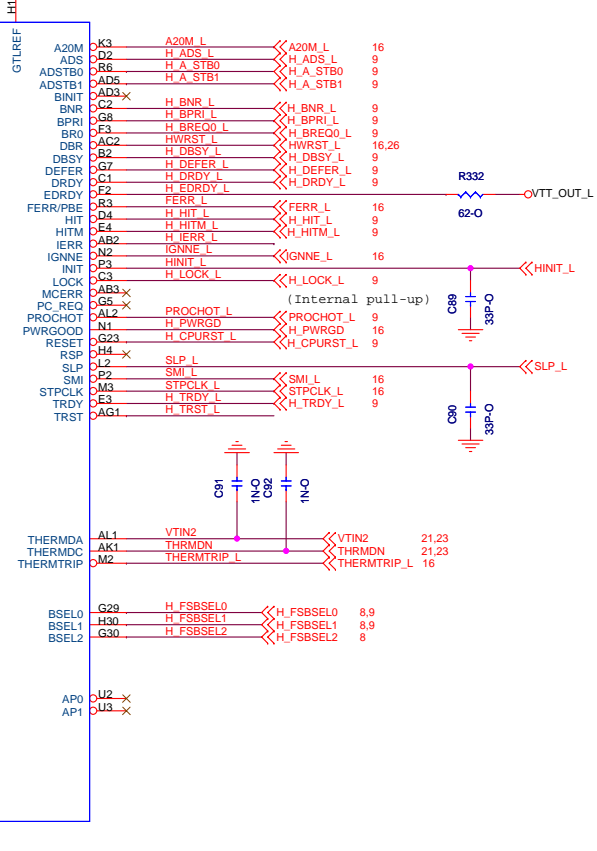 H1
GTLREF
A20M K3 A20M_L A20M_L 16
ADS D2 H_ADS_L H_ADS_L 9
ADSTB0 R6 H_A_STB0 H_A_STB0 9
ADSTB1 AD5 H_A_STB1 H_A_STB1 9
BINIT AD3
BNR C2 H_BNR_L H_BNR_L 9
BPRI G8 H_BPRI_L H_BPRI_L 9
BR0 F3 H_BREQ0_L H_BREQ0_L 9
DBR AC2 HWRST_L HWRST_L 16,26
DBSY B2 H_DBSY_L H_DBSY_L 9
DEFER G7 H_DEFER_L H_DEFER_L 9
DRDY C1 H_DRDY_L H_DRDY_L 9
R332
EDRDY F2 H_EDRDY_L VTT_OUT_L
62-O
FERR/PBE R3 FERR_L FERR_L 16
HIT D4 H_HIT_L H_HIT_L 9
HITM E4 H_HITM_L H_HITM_L 9
IERR AB2 H_IERR_L
IGNNE N2 IGNNE_L IGNNE_L 16
INIT P3 HINIT_L HINIT_L
LOCK C3 H_LOCK_L H_LOCK_L 9
MCERR AB3
(Internal pull-up)
C89
33P-O
PC_REQ G5
PROCHOT AL2 PROCHOT_L PROCHOT_L 9
PWRGOOD N1 H_PWRGD H_PWRGD 16
RESET G23 H_CPURST_L H_CPURST_L 9
RSP H4
SLP L2 SLP_L SLP_L
SMI P2 SMI_L SMI_L 16
STPCLK M3 STPCLK_L STPCLK_L 16
TRDY E3 H_TRDY_L H_TRDY_L 9
TRST AG1 H_TRST_L
C90
33P-O
C91
1N-O
C92
1N-O
THERMDA AL1 VTIN2 VTIN2 21,23
THERMDC AK1 THRMDN THRMDN 21,23
THERMTRIP M2 THERMTRIP_L THERMTRIP_L 16
BSEL0 G29 H_FSBSEL0 H_FSBSEL0 8,9
BSEL1 H30 H_FSBSEL1 H_FSBSEL1 8,9
BSEL2 G30 H_FSBSEL2 H_FSBSEL2 8
AP0 U2
AP1 U3